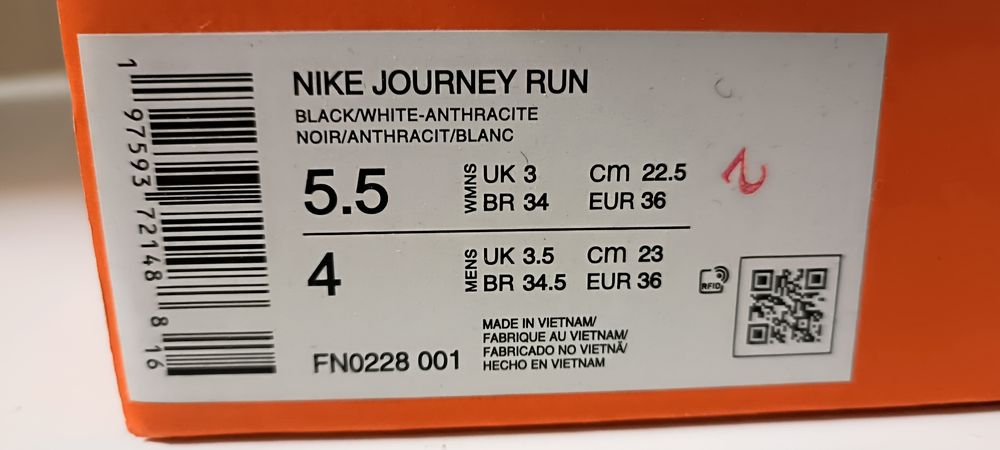 1 97593 72148 8 16
NIKE JOURNEY RUN
BLACK/WHITE-ANTHRACITE
NOIR/ANTHRACIT/BLANC
5.5 WMNS UK 3 cm 22.5
BR 34 EUR 36
4 MENS UK 3.5 cm 23
BR 34.5 EUR 36
RFID
MADE IN VIETNAM/
FABRIQUE AU VIETNAM/
FABRICADO NO VIETNÃ/
HECHO EN VIETNAM
FN0228 001